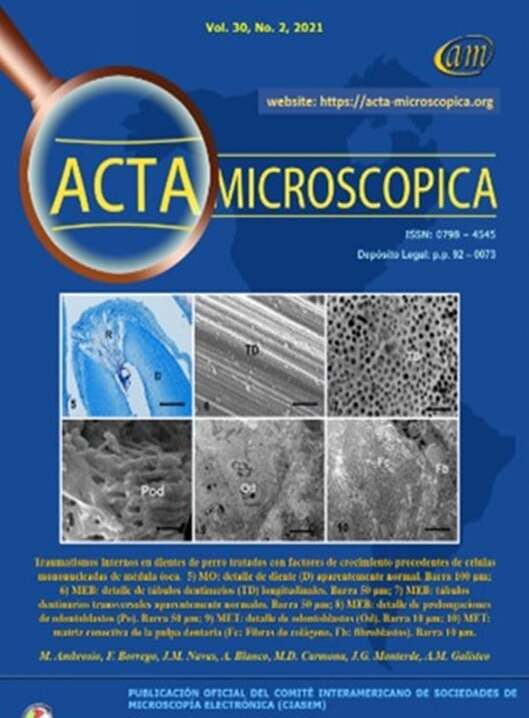 Vol. 30, No. 2, 2021
am
website: https://acta-microscopica.org
ACTA MICROSCOPICA
ISSN: 0798 – 4545
Depósito Legal: p.p. 92 – 0073
R
D
5
TD
6
TD
Pod
Od
Fc
Fb
10
Traumatismos internos en dientes de perro tratados con factores de crecimiento procedentes de celulas
mononucleadas de médula ósea. 5) MO: detalle de diente (D) aparentemente normal. Barra 100 µm;
6) MEB: detalle de túbulos dentinarios (TD) longitudinales. Barra 50 µm; 7) MEB: túbulos
dentinarios transversales aparentemente normales. Barra 50 µm; 8) MEB: detalle de prolongaciones
de odontoblastos (Po). Barra 50 µm; 9) MET: detalle de odontoblastos (Od). Barra 10 µm; 10) MET:
matriz conectiva de la pulpa dentaria (Fc: Fibras de colágeno, Fb: fibroblastos). Barra 10 µm.
M. Ambrosio, F. Borrego, J.M. Navas, A. Blanco, M.D. Carmona, J.G. Monterde, A.M. Galisteo
PUBLICACIÓN OFICIAL DEL COMITÉ INTERAMERICANO DE SOCIEDADES DE
MICROSCOPÍA ELECTRÓNICA (CIASEM)